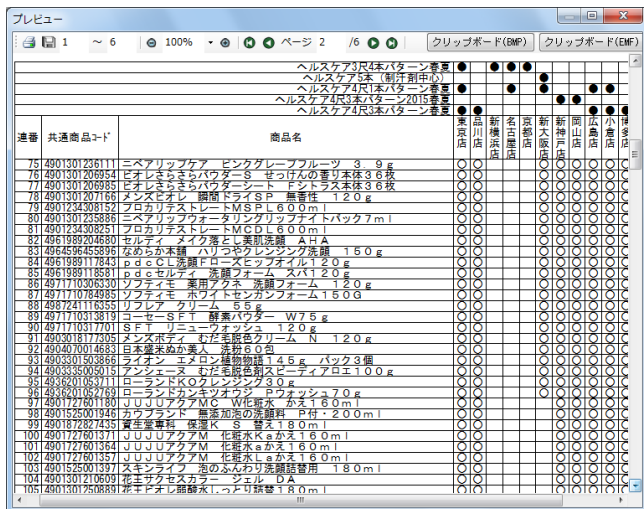 プレビュー
1 ～ 6 100% ページ 2 /6 クリップボード(BMP) クリップボード(EMF)
ヘルスケア3尺4本パターン春夏 ● ● ● ●
ヘルスケア5本(制汗剤中心) ●
ヘルスケア4尺1本パターン春夏 ● ● ● ● ●
ヘルスケア4尺3本パターン2015春夏 ● ●
ヘルスケア4尺3本パターン春夏 ● ● ● ● ●
連番 共通商品コード 商品名 東京店 品川店 新横浜店 名古屋店 京都店 新大阪店 新神戸店 岡山店 広島店 小倉店 博多店
75 4901301236111 ニベアリップケア ピンクグレープフルーツ 3.9g
76 4901301206954 ビオレさらさらパウダーS せっけんの香り本体36枚
77 4901301206985 ビオレさらさらパウダーシート Fシトラス本体36枚
78 4901301207166 メンズビオレ 瞬間ドライSP 無香性 120g
79 4901234308152 プロカリテストレートMSPL600ml
80 4901301235886 ニベアリップウォータリングリップナイトパック7ml
81 4901234308251 プロカリテストレートMCDL600ml
82 4961989204680 セルディ メイク落とし美肌洗顔 AHA
83 4964596455896 なめらか本舗 ハリつやクレンジング洗顔 150g
84 4961989117843 pdcCL洗顔Fローズヒップオイル120g
85 4961989118581 pdcセルディ 洗顔フォーム スパ120g
86 4971710306330 ソフティモ 薬用アクネ 洗顔フォーム 120g
87 4971710784985 ソフティモ ホワイトセンガンフォーム150G
88 4987241116355 リフレア クリーム 55g
89 4971710313819 コーセーSFT 酵素パウダー W75g
90 4971710317701 SFT リニューウォッシュ 120g
91 4903018177305 メンズボディ むだ毛脱色クリーム N 120g
92 4904070014683 日本盛米ぬか美人 洗粉60包
93 4903301503866 ライオン エメロン植物物語145g パック3個
94 4903335005015 アンシェーヌ むだ毛脱色剤スピーディアロエ100g
95 4936201053711 ローランドKOクレンジング30g
96 4936201052769 ローランドカンキツオウジ Pウォッシュ70g
97 4901727601180 JUJUアクアMC W化粧水 かえ160ml
98 4901525001946 カウブランド 無添加泡の洗顔料 P付・200ml
99 4901872827435 資生堂専科 保湿K S 替え180ml
100 4901727601371 JUJUアクアM 化粧水Kaかえ160ml
101 4901727601364 JUJUアクアM 化粧水aかえ160ml
102 4901727601357 JUJUアクアM 化粧水Laかえ160ml
103 4901525001397 スキンライフ 泡のふんわり洗顔詰替用 180ml
104 4901301210609 花王サクセスカラー ジェル DA
105 4901301250889 花王ビオレ弱酸水しっとり詰替180ml